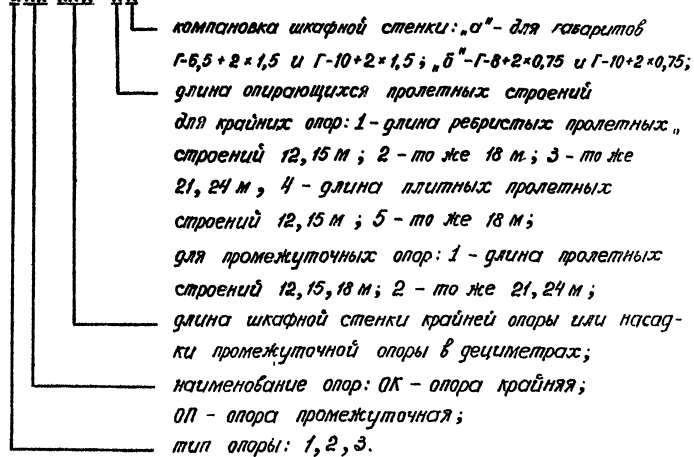 компановка шкафной стенки: „а"- для габаритов
Г-6,5 + 2 × 1,5 и Г-10+2 × 1,5 ; „б"-Г-8+2×0,75 и Г-10+2×0,75;
длина опирающихся пролетных строений
для крайних опор: 1 - длина ребристых пролетных „
строений 12,15 м ; 2 - то же 18 м. ; 3 - то же
21, 24 м , 4 - длина плитных пролетных
строений 12,15 м ; 5 - то же 18 м ;
для промежуточных опор: 1 - длина пролетных
строений 12,15,18 м; 2 - то же 21,24 м ;
длина шкафной стенки крайней опоры или насад-
ки промежуточной опоры в дециметрах;
наименование опор: ОК - опора крайняя;
ОП - опора промежуточная;
тип опоры: 1,2,3.